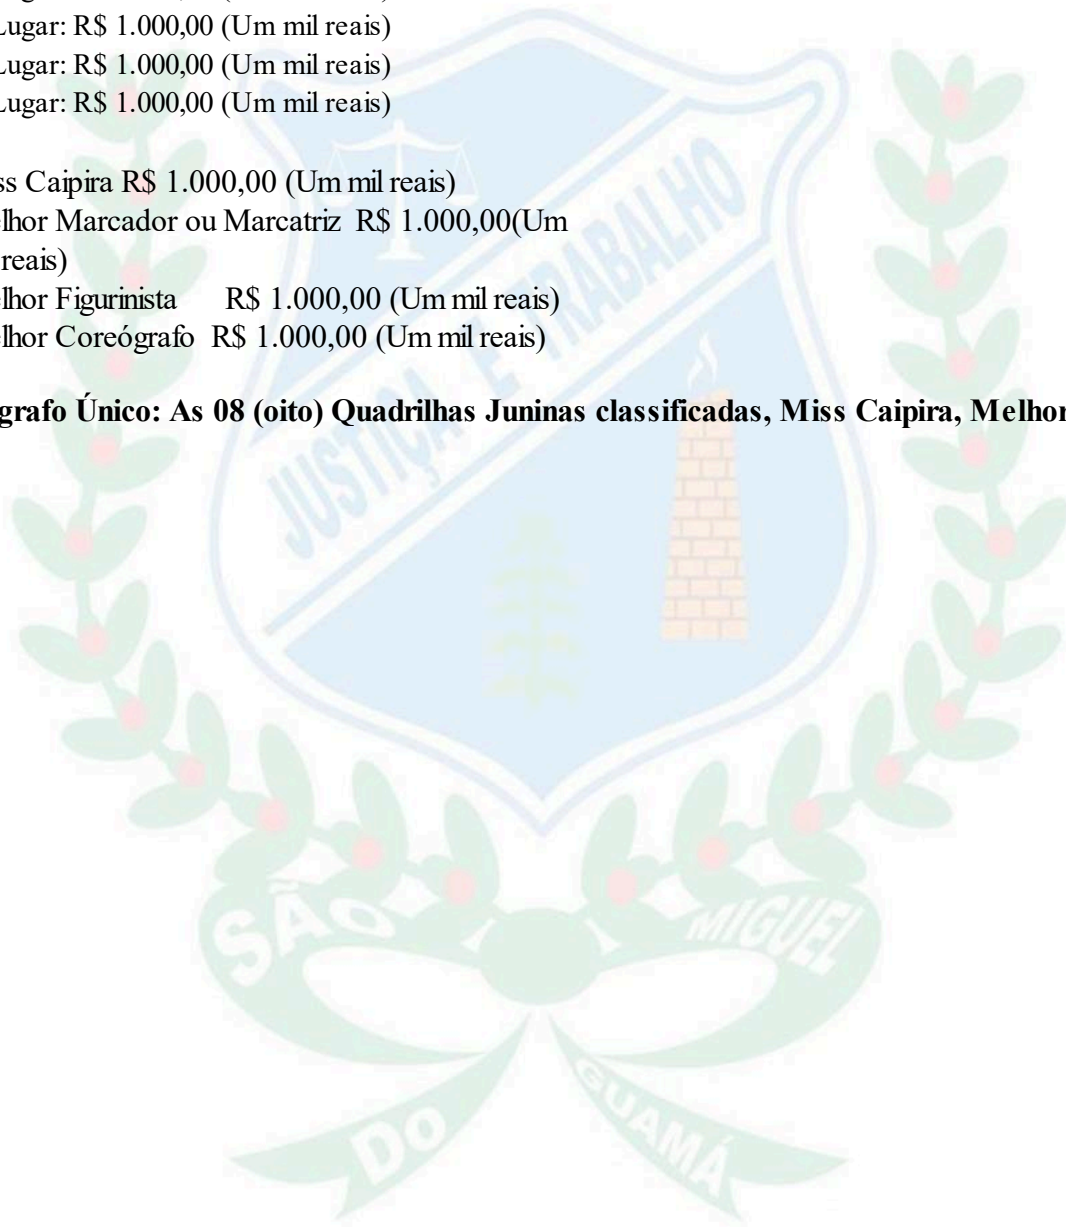 Lugar: R$ 1.000,00 (Um mil reais)
Lugar: R$ 1.000,00 (Um mil reais)
Lugar: R$ 1.000,00 (Um mil reais)
ss Caipira R$ 1.000,00 (Um mil reais)
lhor Marcador ou Marcatriz R$ 1.000,00(Um
reais)
lhor Figurinista R$ 1.000,00 (Um mil reais)
lhor Coreógrafo R$ 1.000,00 (Um mil reais)
grafo Único: As 08 (oito) Quadrilhas Juninas classificadas, Miss Caipira, Melhor
JUSTIÇA E TRABALHO
SÃO MIGUEL
DO GUAMÁ